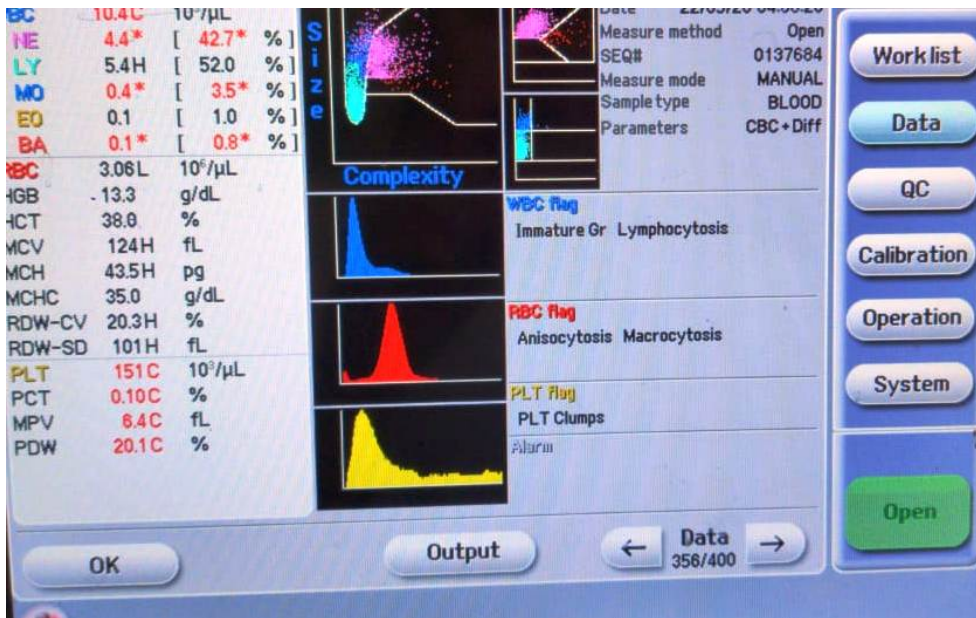 10.4C 10³/µL
NE 4.4* [ 42.7* % ]
LY 5.4H [ 52.0 % ]
MO 0.4* [ 3.5* % ]
EO 0.1 [ 1.0 % ]
BA 0.1* [ 0.8* % ]
RBC 3.06L 10⁶/µL
HGB 13.3 g/dL
HCT 38.0 %
MCV 124H fL
MCH 43.5H pg
MCHC 35.0 g/dL
RDW-CV 20.3H %
RDW-SD 101H fL
PLT 151C 10³/µL
PCT 0.10C %
MPV 6.4C fL
PDW 20.1C %
Size
Complexity
Date
Measure method Open
SEQ# 0137684
Measure mode MANUAL
Sample type BLOOD
Parameters CBC+Diff
WBC flag
Immature Gr Lymphocytosis
RBC flag
Anisocytosis Macrocytosis
PLT flag
PLT Clumps
Alarm
Work list
Data
QC
Calibration
Operation
System
Open
OK
Output
← Data →
356/400